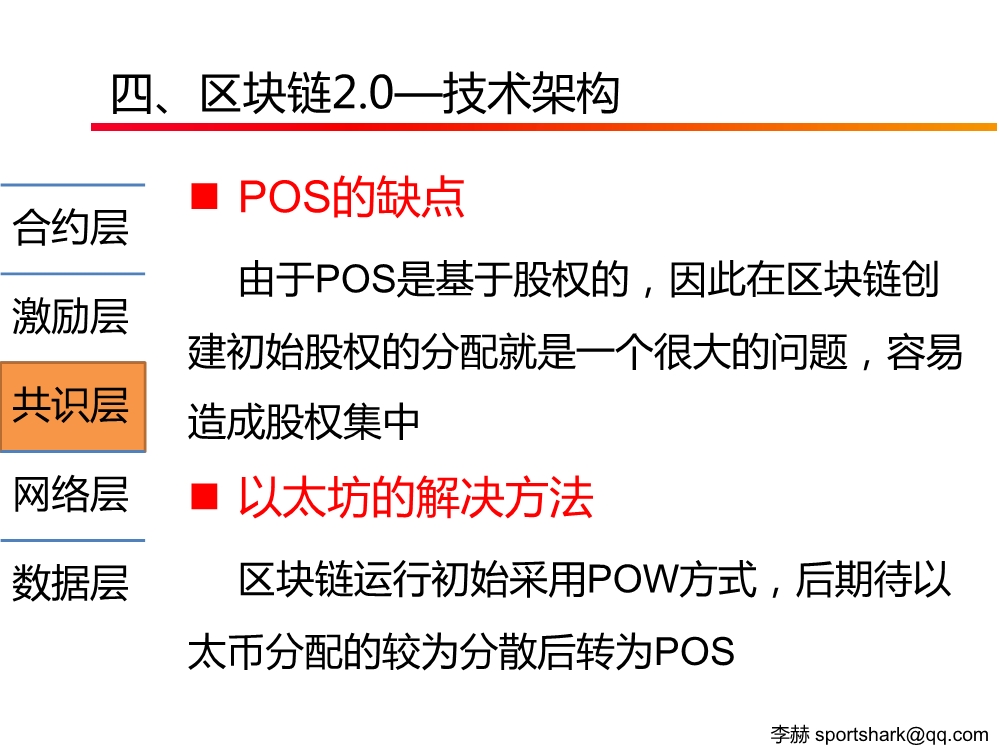 四、区块链2.0—技术架构
合约层
激励层
共识层
网络层
数据层
POS的缺点
由于POS是基于股权的，因此在区块链创
建初始股权的分配就是一个很大的问题，容易
造成股权集中
以太坊的解决方法
区块链运行初始采用POW方式，后期待以
太币分配的较为分散后转为POS
李赫 sportshark@qq.com